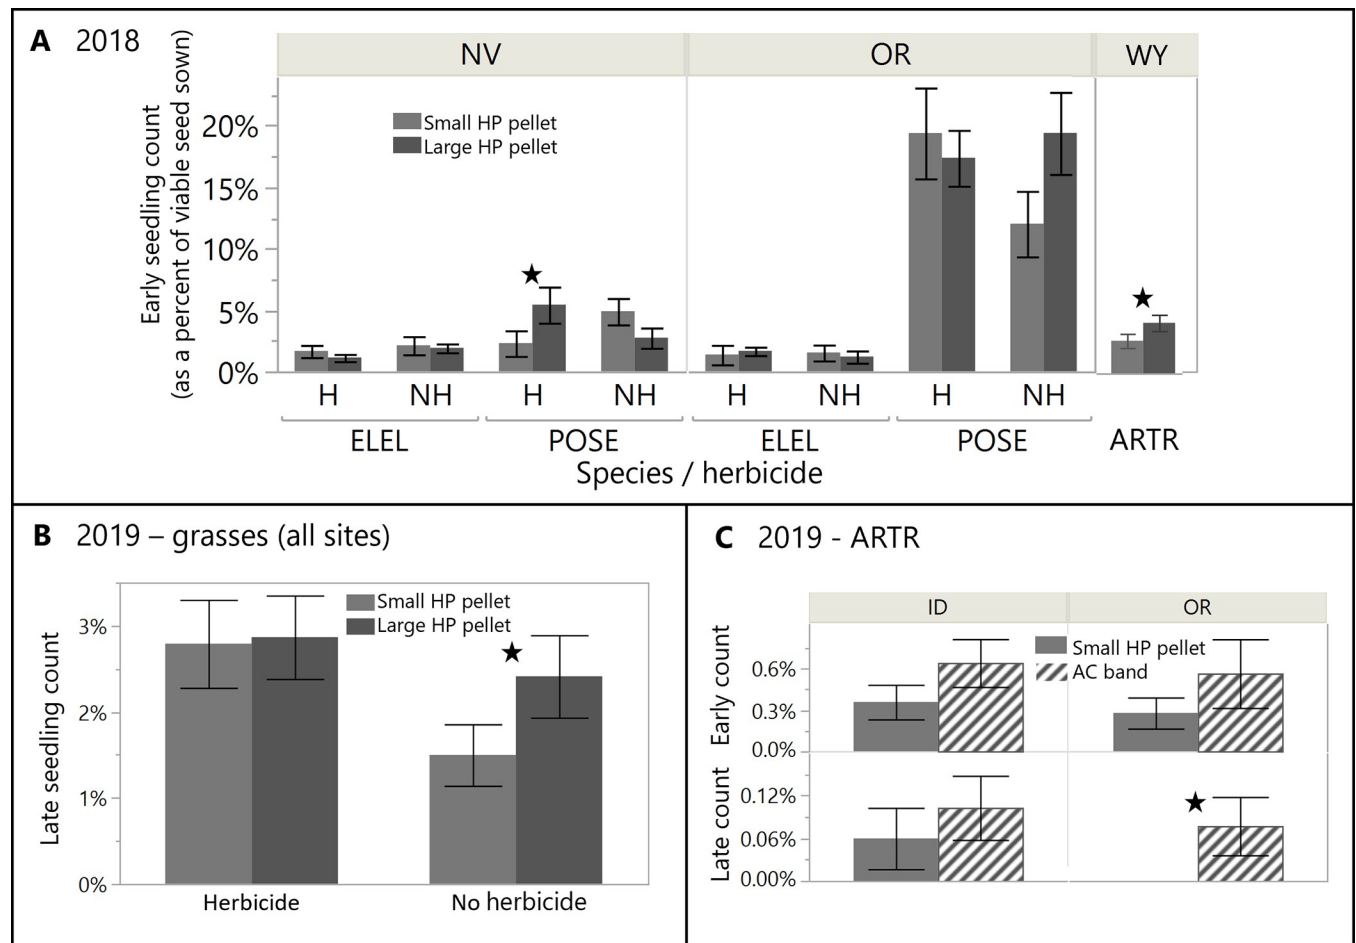 A 2018
NV OR WY
Early seedling count
(as a percent of viable seed sown)
Small HP pellet
Large HP pellet
20%
15%
10%
5%
0%
H NH H NH H NH H NH
ELEL POSE ELEL POSE ARTR
Species / herbicide
B 2019 – grasses (all sites)
Late seedling count
Small HP pellet
Large HP pellet
3%
2%
1%
0%
Herbicide No herbicide
C 2019 - ARTR
ID OR
Early count
Small HP pellet
AC band
0.6%
0.3%
0.0%
Late count
0.12%
0.06%
0.00%